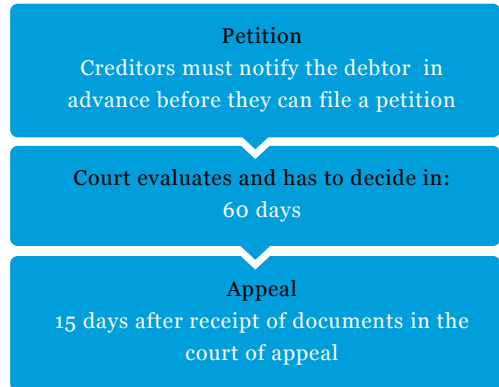 Petition
Creditors must notify the debtor in
advance before they can file a petition
Court evaluates and has to decide in:
60 days
Appeal
15 days after receipt of documents in the
court of appeal